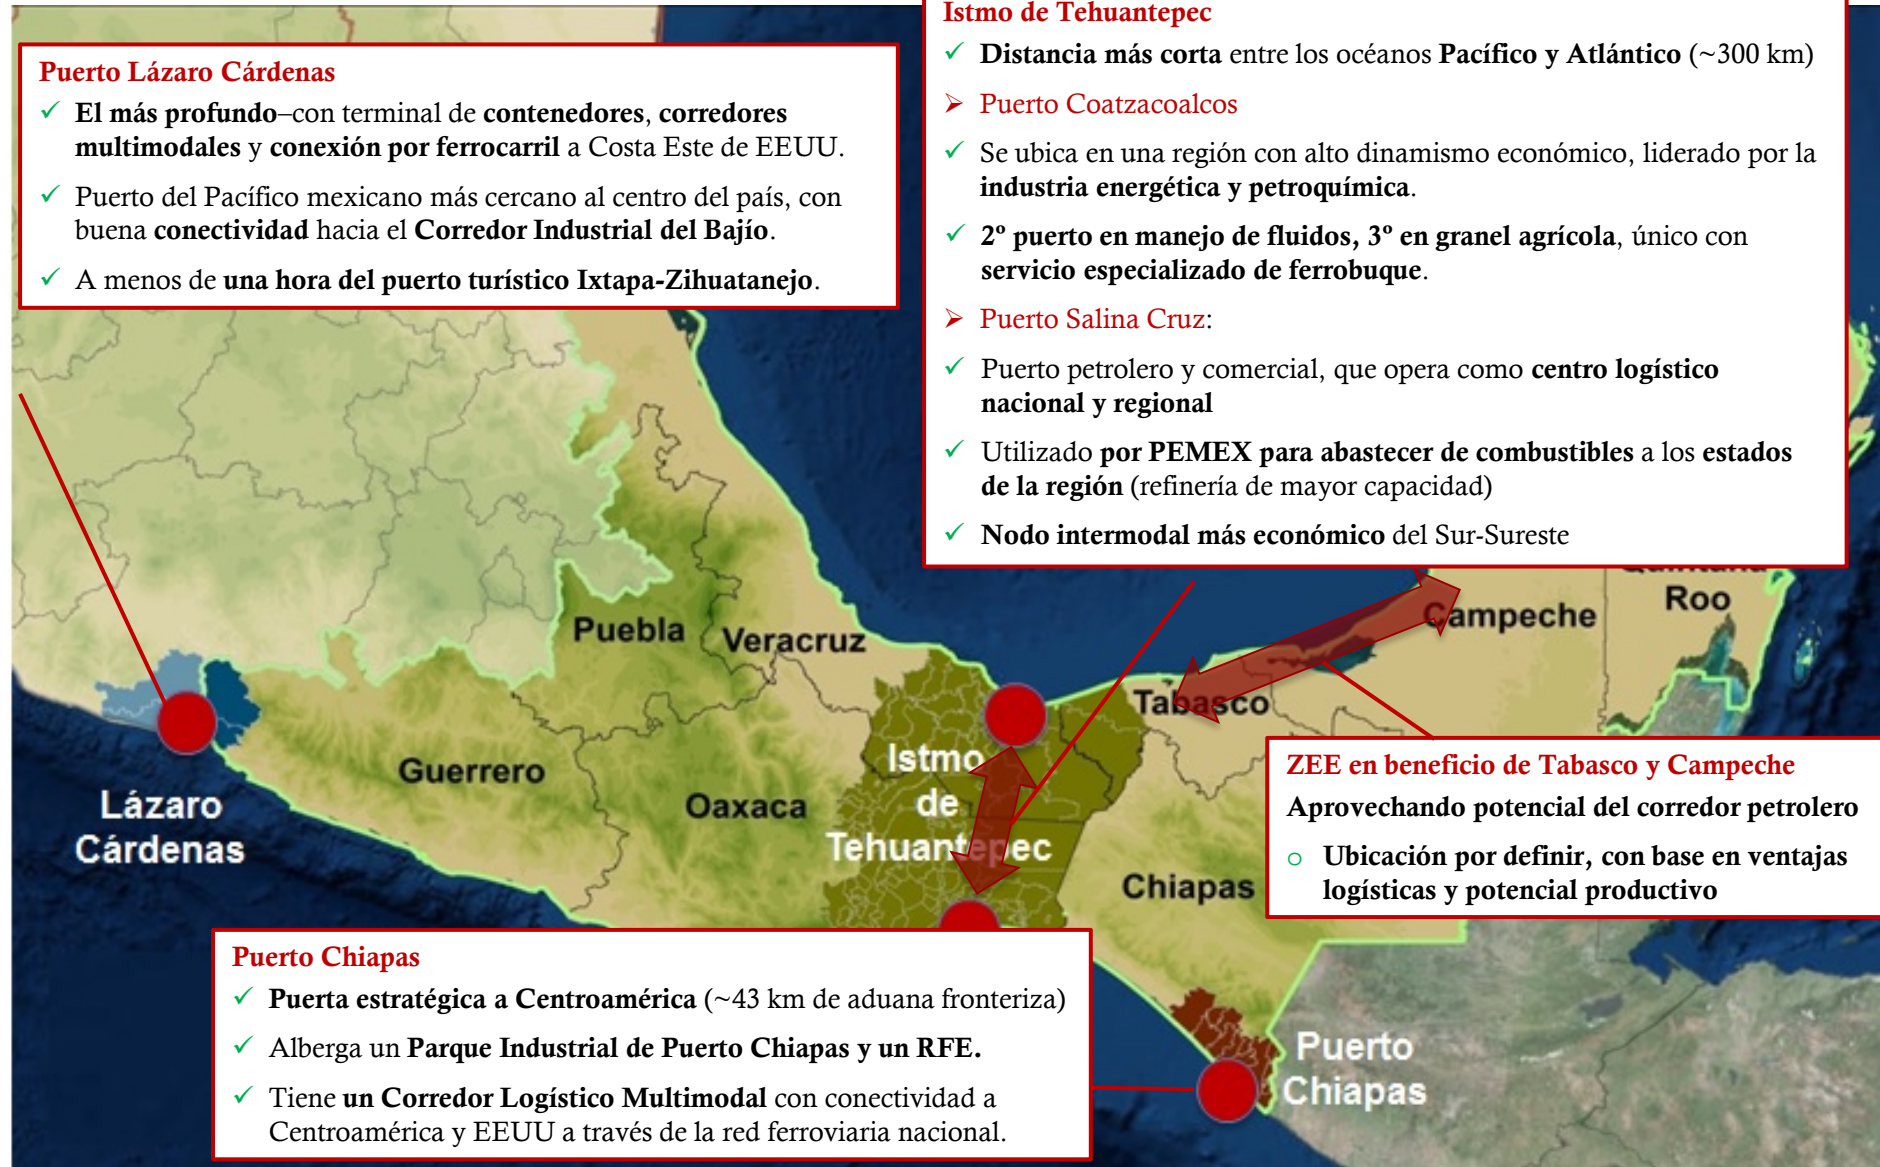 Puerto Lázaro Cárdenas
✓ El más profundo–con terminal de contenedores, corredores
multimodales y conexión por ferrocarril a Costa Este de EEUU.
✓ Puerto del Pacífico mexicano más cercano al centro del país, con
buena conectividad hacia el Corredor Industrial del Bajío.
✓ A menos de una hora del puerto turístico Ixtapa-Zihuatanejo.
Istmo de Tehuantepec
✓ Distancia más corta entre los océanos Pacífico y Atlántico (~300 km)
➢ Puerto Coatzacoalcos
✓ Se ubica en una región con alto dinamismo económico, liderado por la
industria energética y petroquímica.
✓ 2º puerto en manejo de fluidos, 3º en granel agrícola, único con
servicio especializado de ferrobuque.
➢ Puerto Salina Cruz:
✓ Puerto petrolero y comercial, que opera como centro logístico
nacional y regional
✓ Utilizado por PEMEX para abastecer de combustibles a los estados
de la región (refinería de mayor capacidad)
✓ Nodo intermodal más económico del Sur-Sureste
Quintana
Roo
Campeche
Puebla
Veracruz
Tabasco
Guerrero
Oaxaca
Istmo
de
Tehuantepec
Lázaro
Cárdenas
Chiapas
ZEE en beneficio de Tabasco y Campeche
Aprovechando potencial del corredor petrolero
○ Ubicación por definir, con base en ventajas
logísticas y potencial productivo
Puerto Chiapas
✓ Puerta estratégica a Centroamérica (~43 km de aduana fronteriza)
✓ Alberga un Parque Industrial de Puerto Chiapas y un RFE.
✓ Tiene un Corredor Logístico Multimodal con conectividad a
Centroamérica y EEUU a través de la red ferroviaria nacional.
Puerto
Chiapas